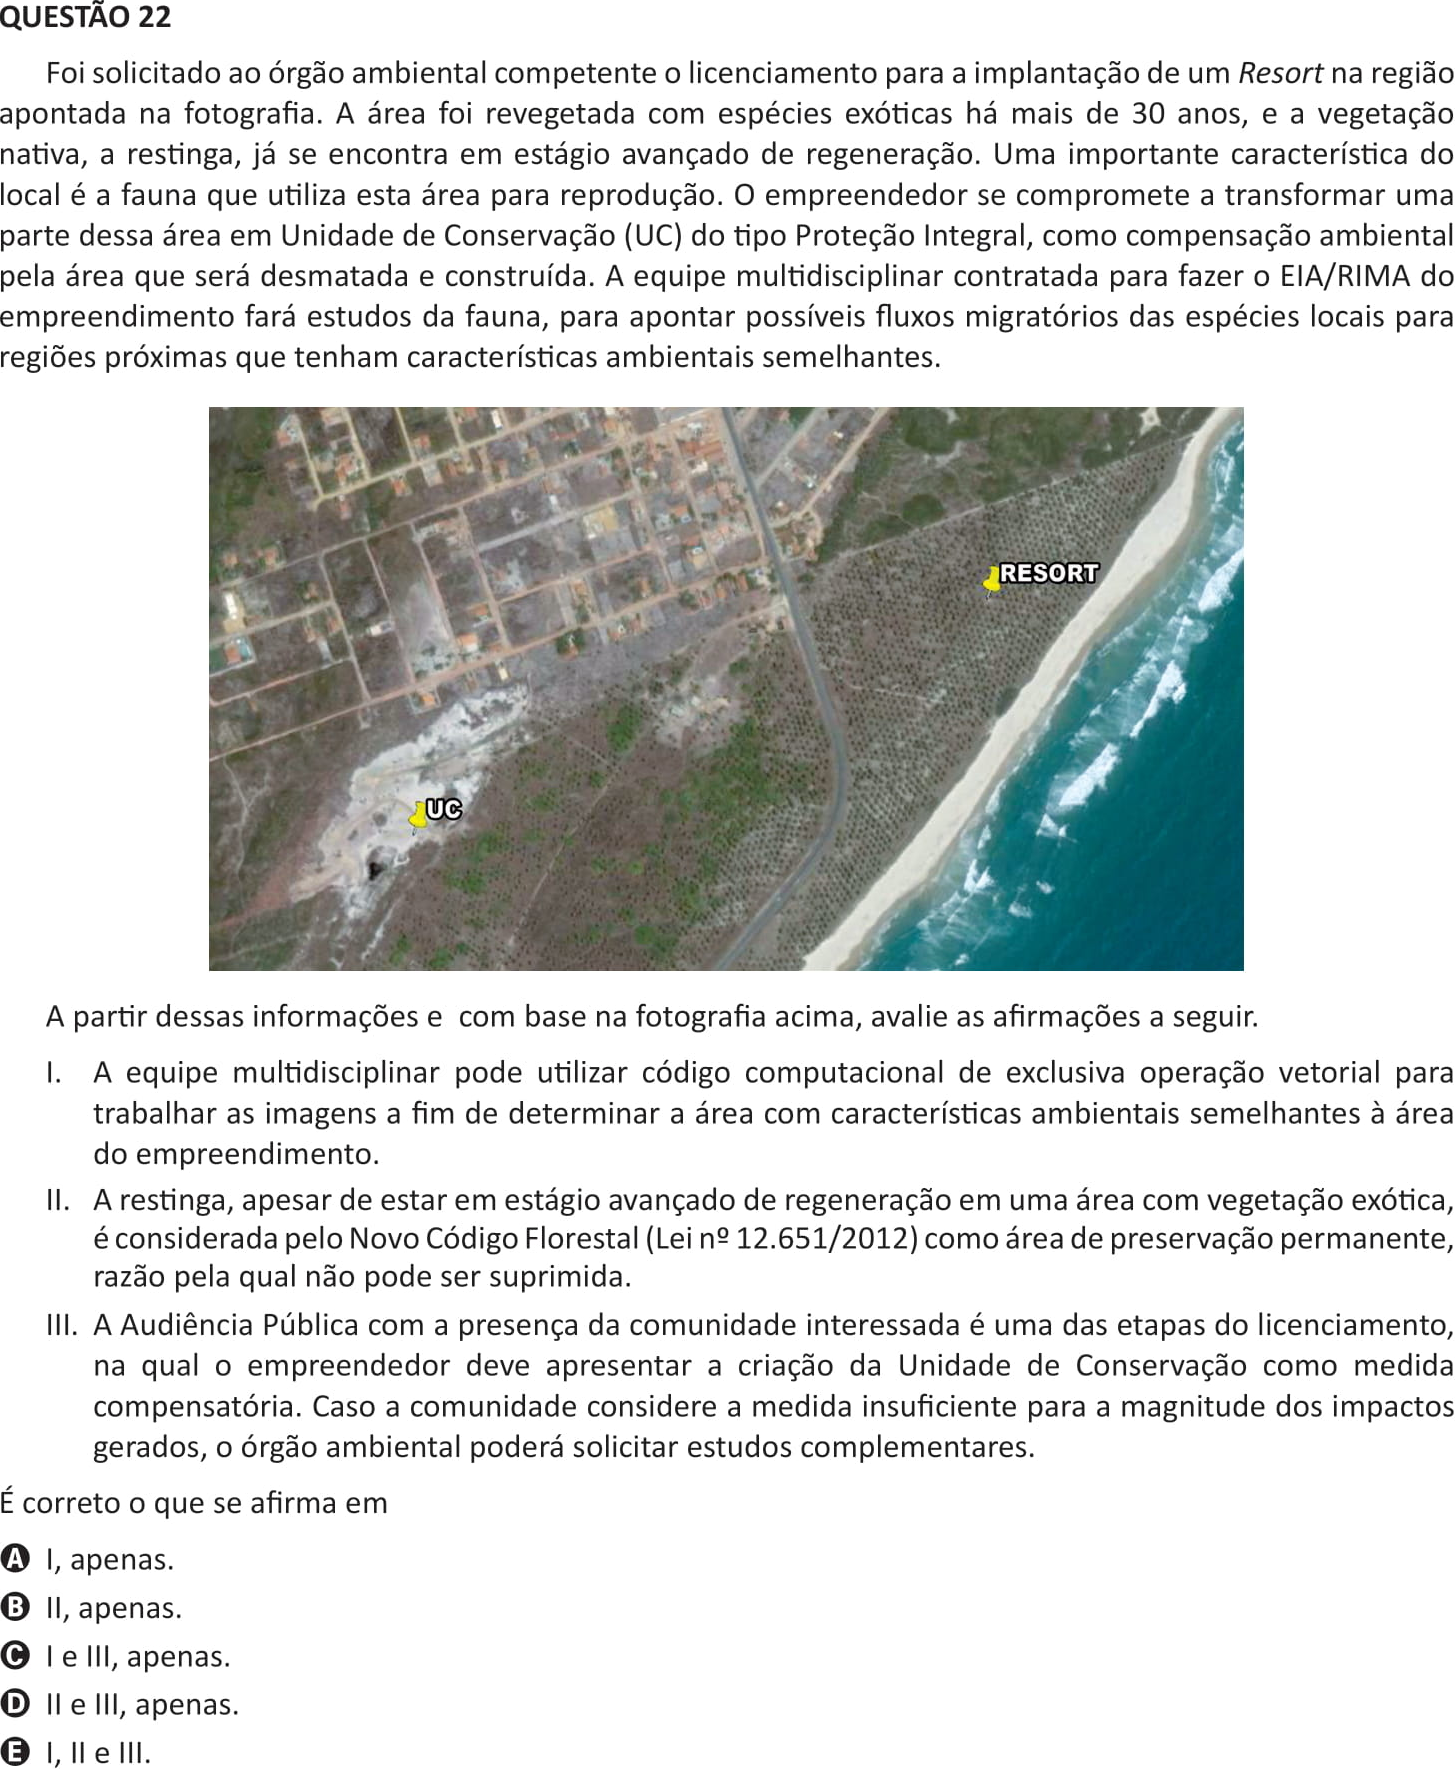 QUESTÃO 22
Foi solicitado ao órgão ambiental competente o licenciamento para a implantação de um Resort na região
apontada na fotografia. A área foi revegetada com espécies exóticas há mais de 30 anos, e a vegetação
nativa, a restinga, já se encontra em estágio avançado de regeneração. Uma importante característica do
local é a fauna que utiliza esta área para reprodução. O empreendedor se compromete a transformar uma
parte dessa área em Unidade de Conservação (UC) do tipo Proteção Integral, como compensação ambiental
pela área que será desmatada e construída. A equipe multidisciplinar contratada para fazer o EIA/RIMA do
empreendimento fará estudos da fauna, para apontar possíveis fluxos migratórios das espécies locais para
regiões próximas que tenham características ambientais semelhantes.
RESORT
UC
A partir dessas informações e com base na fotografia acima, avalie as afirmações a seguir.
I. A equipe multidisciplinar pode utilizar código computacional de exclusiva operação vetorial para
trabalhar as imagens a fim de determinar a área com características ambientais semelhantes à área
do empreendimento.
II. A restinga, apesar de estar em estágio avançado de regeneração em uma área com vegetação exótica,
é considerada pelo Novo Código Florestal (Lei nº 12.651/2012) como área de preservação permanente,
razão pela qual não pode ser suprimida.
III. A Audiência Pública com a presença da comunidade interessada é uma das etapas do licenciamento,
na qual o empreendedor deve apresentar a criação da Unidade de Conservação como medida
compensatória. Caso a comunidade considere a medida insuficiente para a magnitude dos impactos
gerados, o órgão ambiental poderá solicitar estudos complementares.
É correto o que se afirma em
A I, apenas.
B II, apenas.
C I e III, apenas.
D II e III, apenas.
E I, II e III.